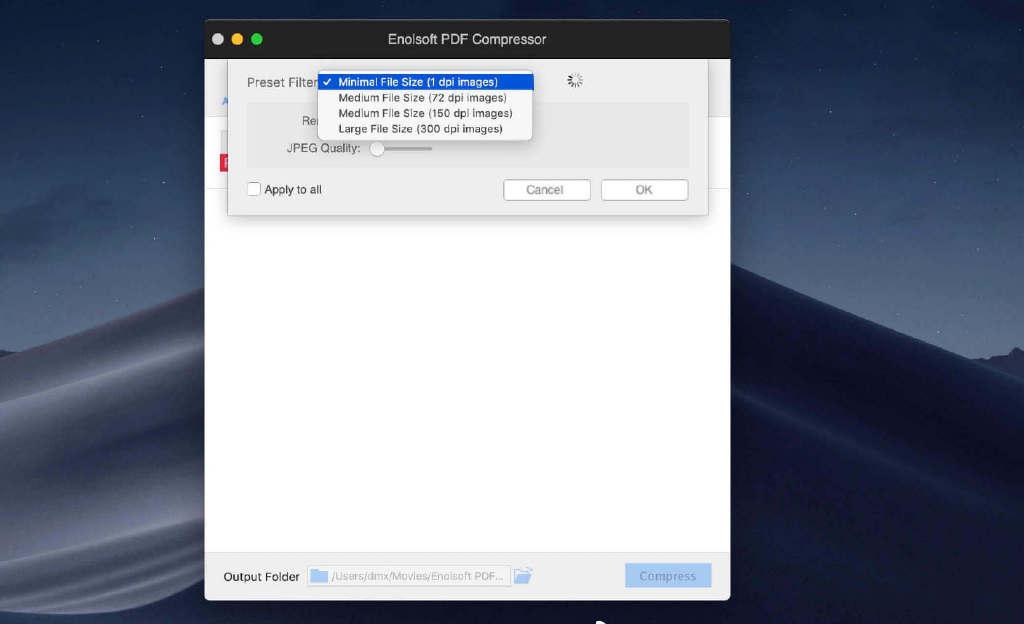 Enolsoft PDF Compressor
Preset Filter
Minimal File Size (1 dpi images)
Medium File Size (72 dpi images)
Medium File Size (150 dpi images)
Large File Size (300 dpi images)
JPEG Quality:
Apply to all
Cancel
OK
Output Folder
/Users/dmx/Movies/Enolsoft PDF...
Compress